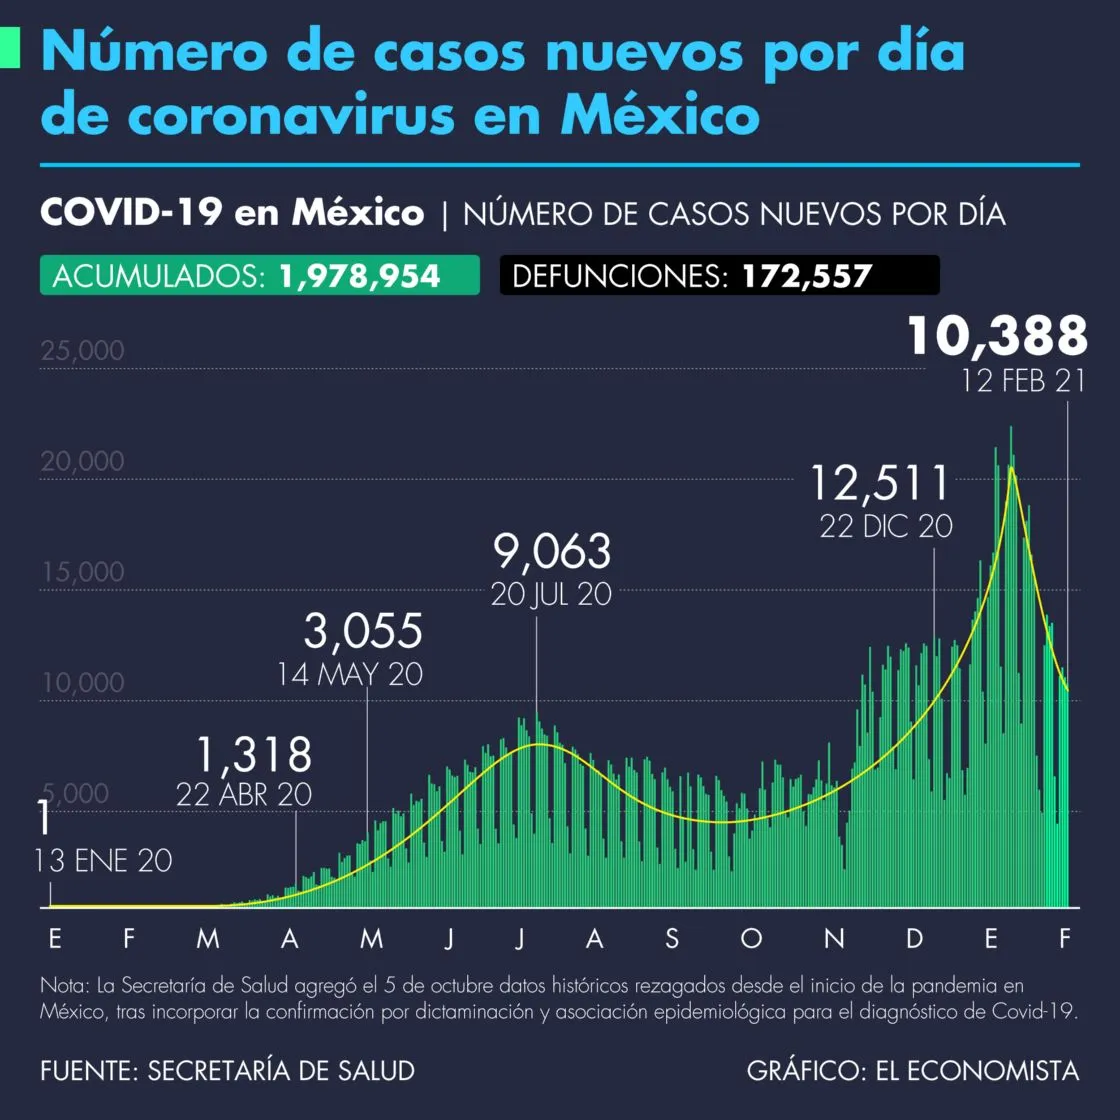 Número de casos nuevos por día
de coronavirus en México
COVID-19 en México | NÚMERO DE CASOS NUEVOS POR DÍA
ACUMULADOS: 1,978,954
DEFUNCIONES: 172,557
10,388
12 FEB 21
25,000
20,000
12,511
22 DIC 20
9,063
20 JUL 20
15,000
3,055
14 MAY 20
10,000
1,318
22 ABR 20
5,000
1
13 ENE 20
E F M A M J J A S O N D E F
Nota: La Secretaría de Salud agregó el 5 de octubre datos históricos rezagados desde el inicio de la pandemia en
México, tras incorporar la confirmación por dictaminación y asociación epidemiológica para el diagnóstico de Covid-19.
FUENTE: SECRETARÍA DE SALUD
GRÁFICO: EL ECONOMISTA